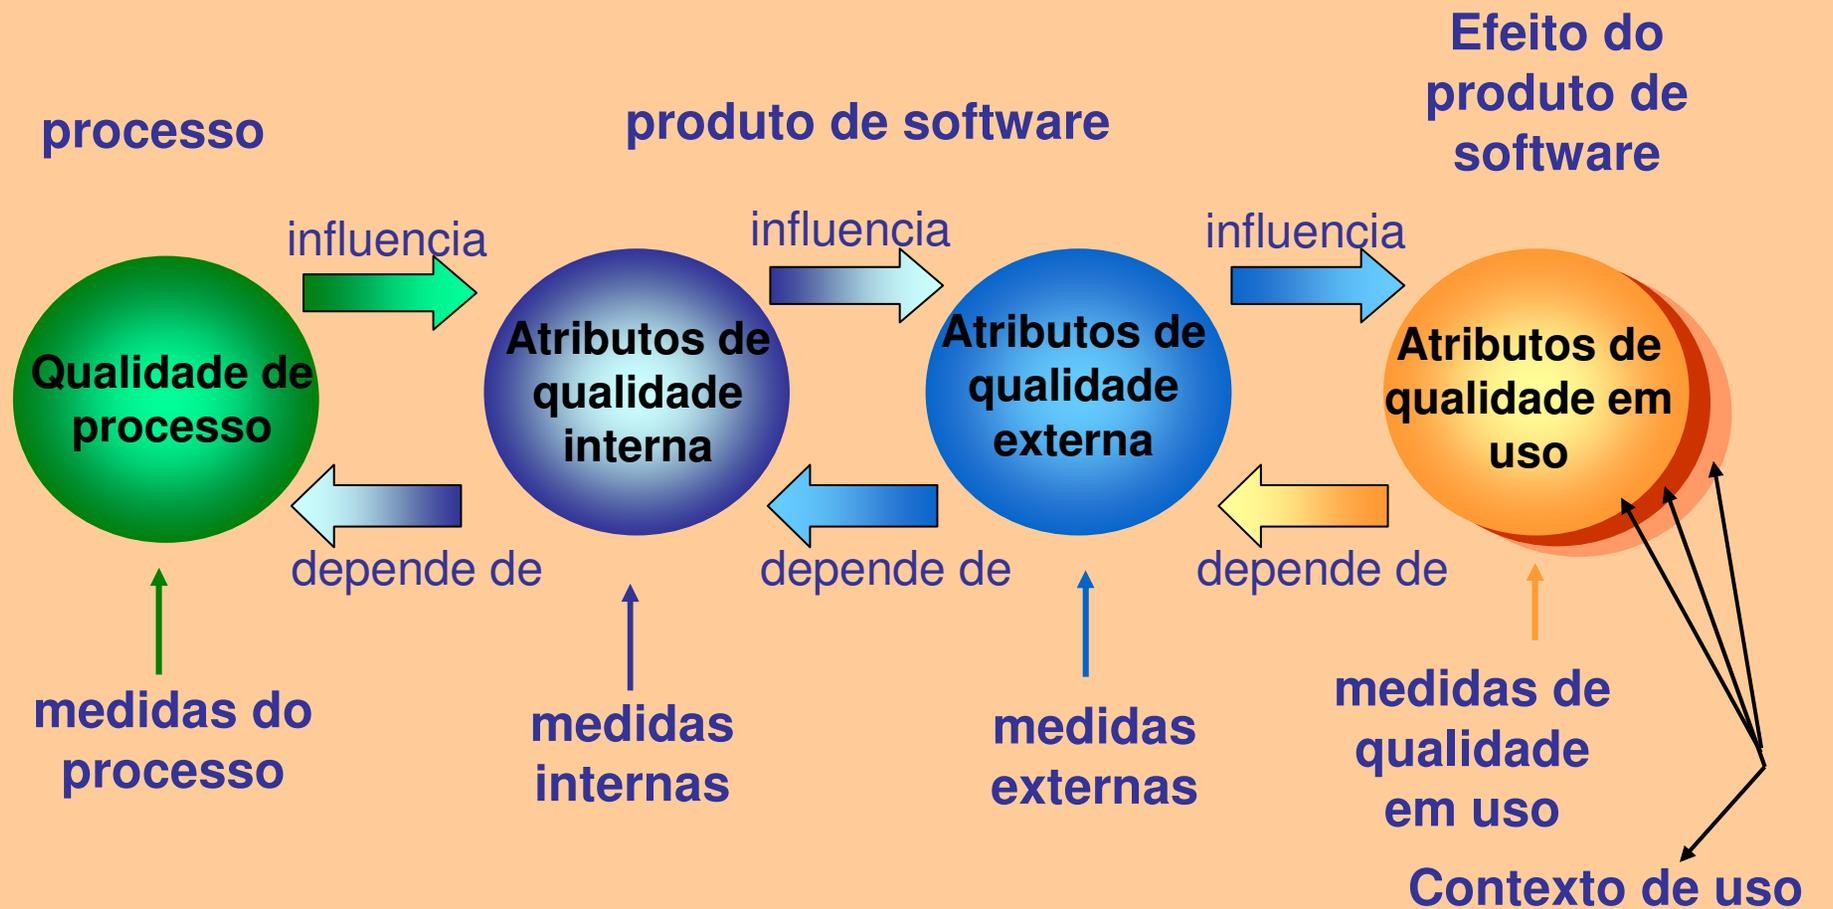 processo
produto de software
Efeito do
produto de
software
influencia
influencia
influencia
Qualidade de
processo
Atributos de
qualidade
interna
Atributos de
qualidade
externa
Atributos de
qualidade em
uso
depende de
depende de
depende de
medidas do
processo
medidas
internas
medidas
externas
medidas de
qualidade
em uso
Contexto de uso